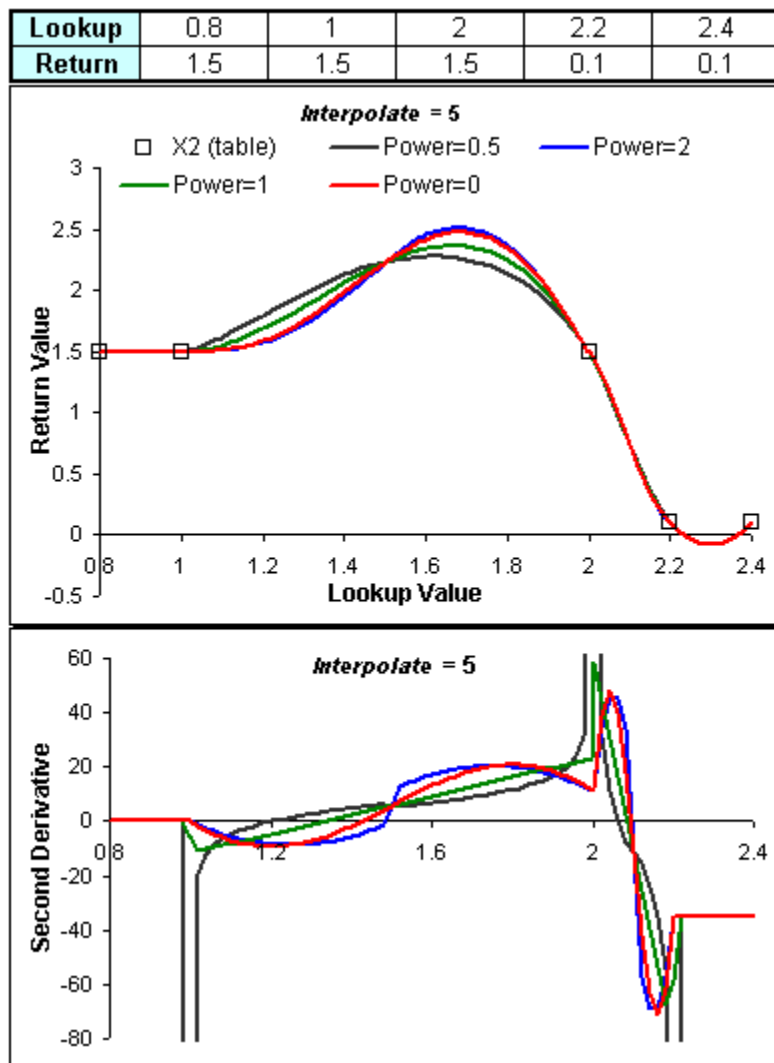 Lookup 0.8 1 2 2.2 2.4
Return 1.5 1.5 1.5 0.1 0.1
Interpolate = 5
X2 (table) Power=0.5 Power=2
Power=1 Power=0
3
2.5
2
1.5
1
0.5
0
-0.5
Return Value
0.8 1 1.2 1.4 1.6 1.8 2 2.2 2.4
Lookup Value
Interpolate = 5
60
40
20
0
-20
-40
-60
-80
Second Derivative
0.8 1.2 1.6 2 2.4